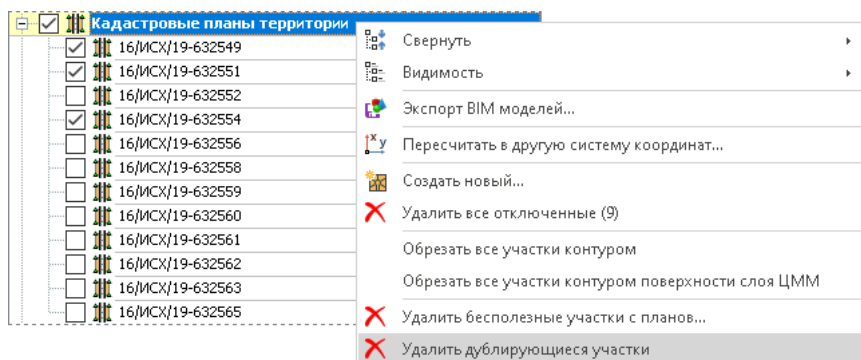 Кадастровые планы территории
16/ИСХ/19-632549
16/ИСХ/19-632551
16/ИСХ/19-632552
16/ИСХ/19-632554
16/ИСХ/19-632556
16/ИСХ/19-632558
16/ИСХ/19-632559
16/ИСХ/19-632560
16/ИСХ/19-632561
16/ИСХ/19-632562
16/ИСХ/19-632563
16/ИСХ/19-632565
Свернуть
Видимость
Экспорт BIM моделей...
Пересчитать в другую систему координат...
Создать новый...
Удалить все отключенные (9)
Обрезать все участки контуром
Обрезать все участки контуром поверхности слоя ЦММ
Удалить бесполезные участки с планов...
Удалить дублирующиеся участки